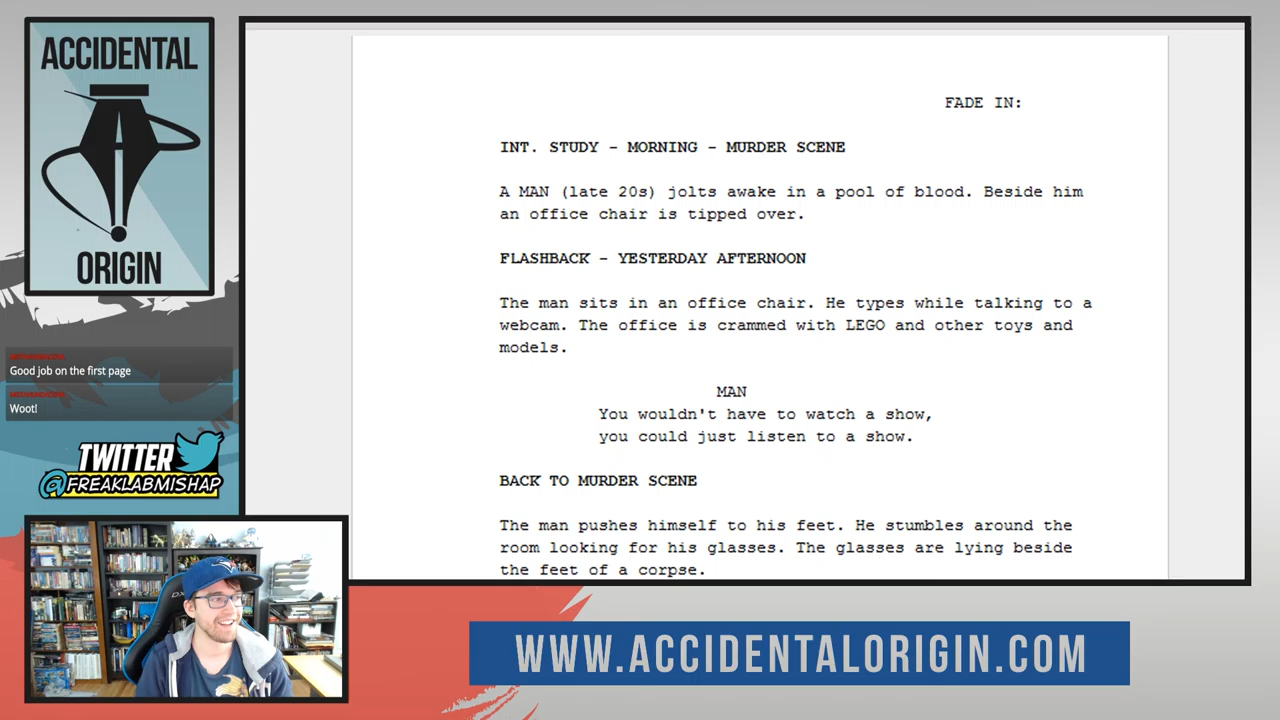 ACCIDENTAL
ORIGIN
FADE IN:
INT. STUDY - MORNING - MURDER SCENE
A MAN (late 20s) jolts awake in a pool of blood. Beside him
an office chair is tipped over.
FLASHBACK - YESTERDAY AFTERNOON
The man sits in an office chair. He types while talking to a
webcam. The office is crammed with LEGO and other toys and
models.
MAN
You wouldn't have to watch a show,
you could just listen to a show.
BACK TO MURDER SCENE
The man pushes himself to his feet. He stumbles around the
room looking for his glasses. The glasses are lying beside
the feet of a corpse.
Good job on the first page
Woot!
TWITTER
@FREAKLABMISHAP
WWW.ACCIDENTALORIGIN.COM